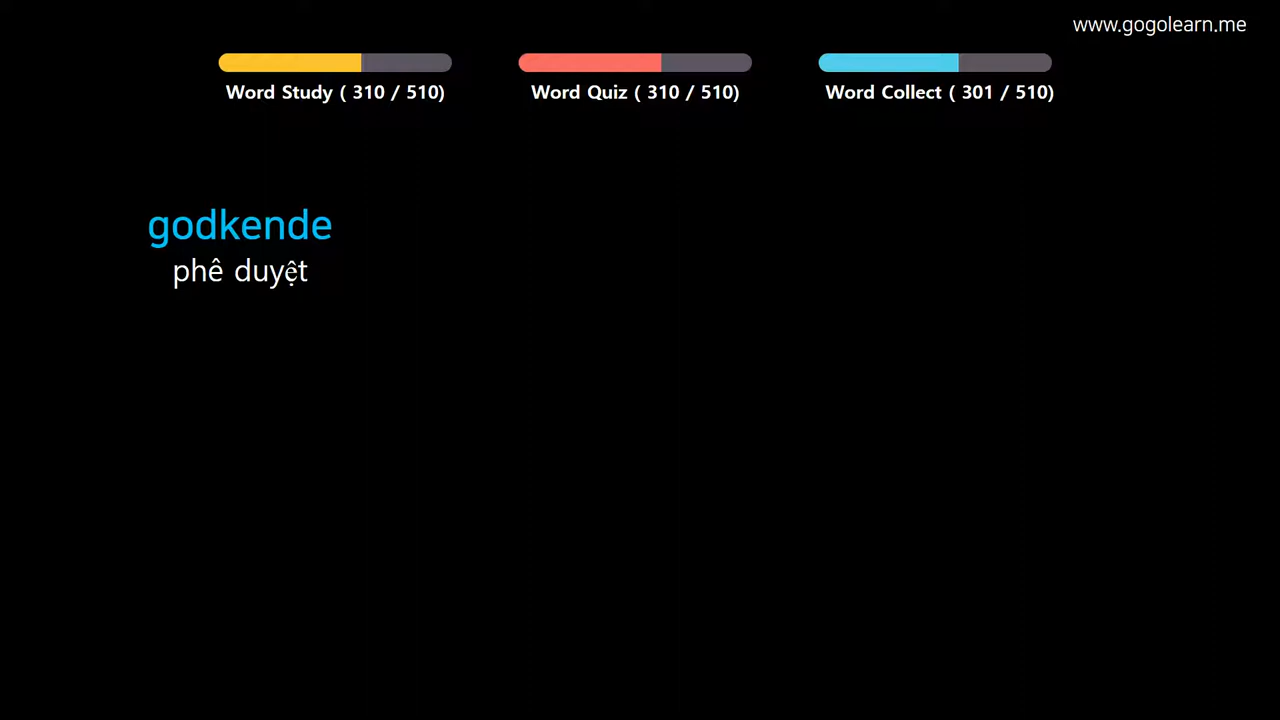 www.gogolearn.me
Word Study ( 310 / 510)
Word Quiz ( 310 / 510)
Word Collect ( 301 / 510)
godkende
phê duyệt